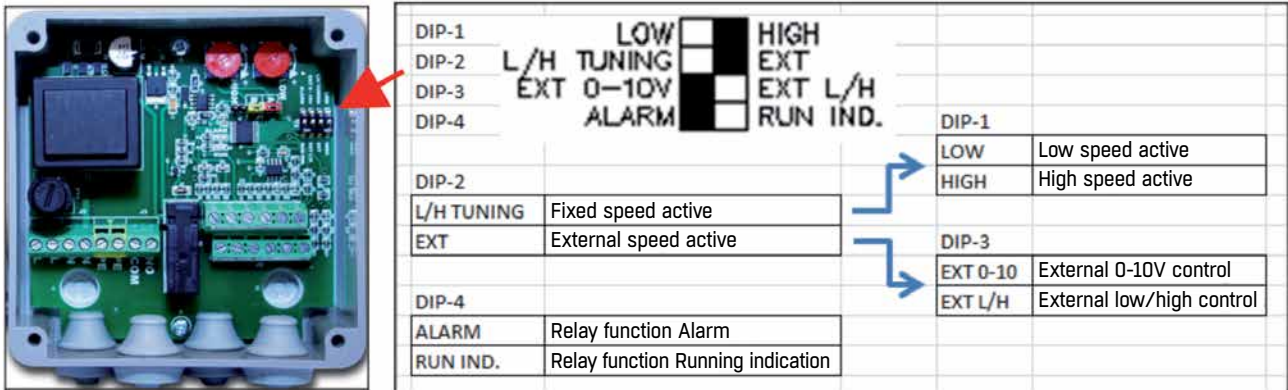 DIP-1 LOW HIGH
DIP-2 L/H TUNING EXT
DIP-3 EXT 0-10V EXT L/H
DIP-4 ALARM RUN IND.
DIP-1
LOW Low speed active
HIGH High speed active
DIP-2
L/H TUNING Fixed speed active
EXT External speed active
DIP-3
EXT 0-10 External 0-10V control
EXT L/H External low/high control
DIP-4
ALARM Relay function Alarm
RUN IND. Relay function Running indication
LOW
COM
NO